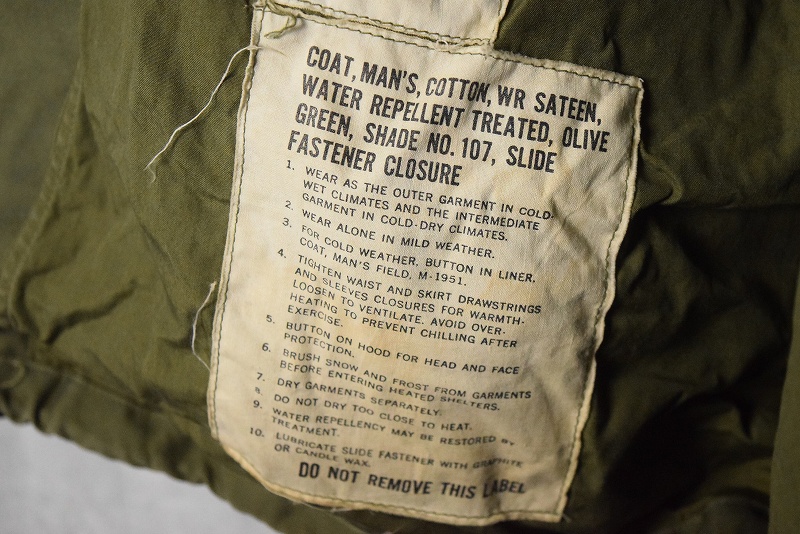 COAT, MAN'S, COTTON, WR SATEEN,
WATER REPELLENT TREATED, OLIVE
GREEN, SHADE NO. 107, SLIDE
FASTENER CLOSURE
1. WEAR AS THE OUTER GARMENT IN COLD-
WET CLIMATES AND THE INTERMEDIATE
GARMENT IN COLD-DRY CLIMATES.
2. WEAR ALONE IN MILD WEATHER.
3. FOR COLD WEATHER, BUTTON IN LINER,
COAT, MAN'S FIELD, M-1951.
4. TIGHTEN WAIST AND SKIRT DRAWSTRINGS
AND SLEEVES CLOSURES FOR WARMTH-
LOOSEN TO VENTILATE. AVOID OVER-
HEATING TO PREVENT CHILLING AFTER
EXERCISE.
5. BUTTON ON HOOD FOR HEAD AND FACE
PROTECTION.
6. BRUSH SNOW AND FROST FROM GARMENTS
BEFORE ENTERING HEATED SHELTERS.
7. DRY GARMENTS SEPARATELY.
8. DO NOT DRY TOO CLOSE TO HEAT.
9. WATER REPELLENCY MAY BE RESTORED BY
TREATMENT.
10. LUBRICATE SLIDE FASTENER WITH GRAPHITE
OR CANDLE WAX.
DO NOT REMOVE THIS LABEL